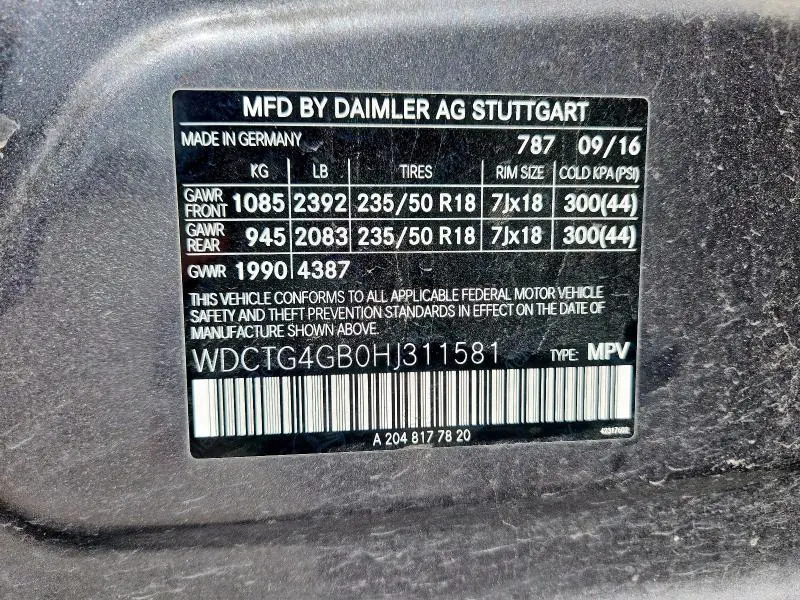 MFD BY DAIMLER AG STUTTGART
MADE IN GERMANY 787 09/16
KG LB TIRES RIM SIZE COLD KPA (PSI)
GAWR FRONT 1085 2392 235/50 R18 7Jx18 300(44)
GAWR REAR 945 2083 235/50 R18 7Jx18 300(44)
GVWR 1990 4387
THIS VEHICLE CONFORMS TO ALL APPLICABLE FEDERAL MOTOR VEHICLE
SAFETY AND THEFT PREVENTION STANDARDS IN EFFECT ON THE DATE OF
MANUFACTURE SHOWN ABOVE.
WDCTG4GB0HJ311581 TYPE: MPV
A 204 817 78 20